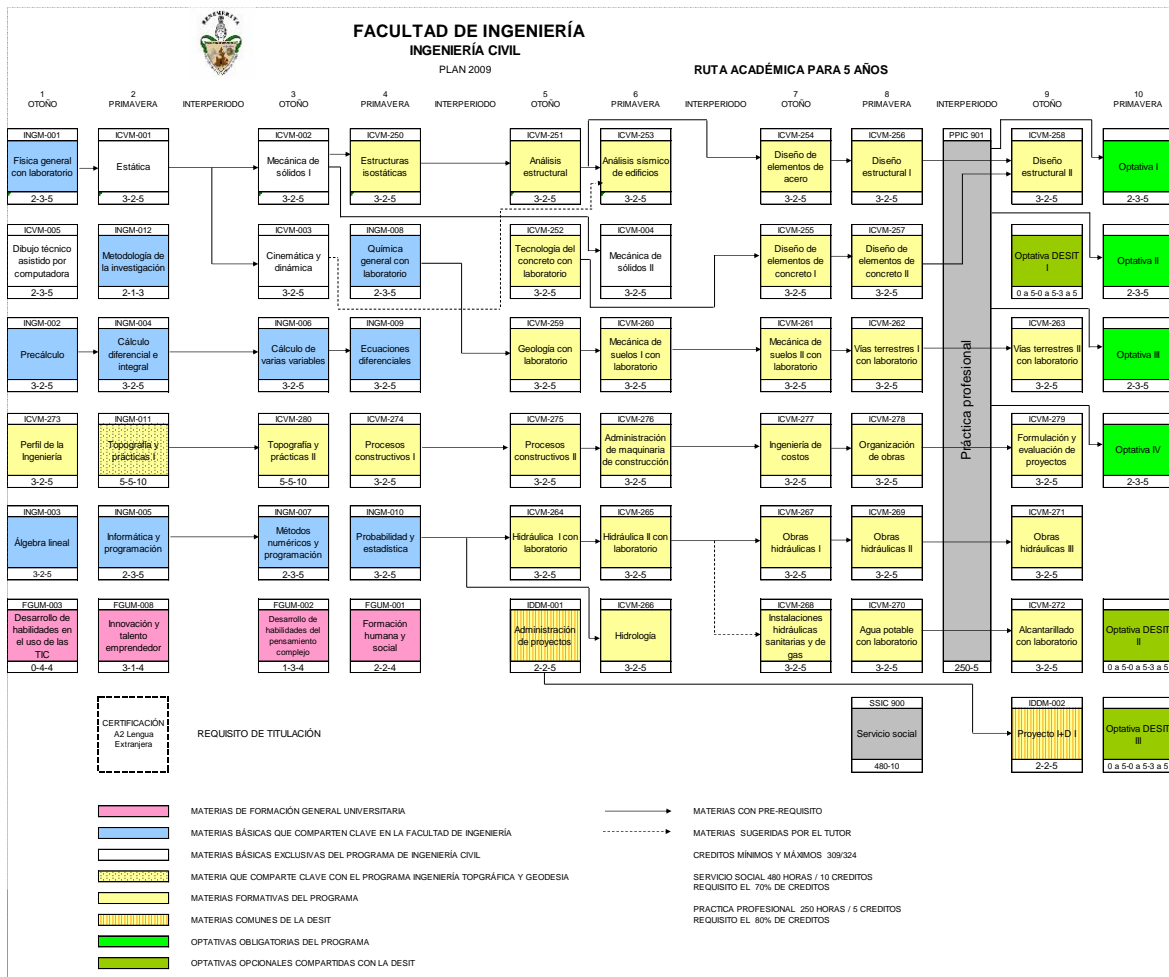 FACULTAD DE INGENIERÍA
INGENIERÍA CIVIL
PLAN 2009
RUTA ACADÉMICA PARA 5 AÑOS
1 2 3 4 5 6 7 8 9 10
OTOÑO PRIMAVERA INTERPERIODO OTOÑO PRIMAVERA INTERPERIODO OTOÑO PRIMAVERA INTERPERIODO OTOÑO PRIMAVERA INTERPERIODO OTOÑO PRIMAVERA
INGM-001
Física general
con laboratorio
2-3-5
ICVM-001
Estática
3-2-5
ICVM-002
Mecánica de
sólidos I
3-2-5
ICVM-250
Estructuras
isostáticas
3-2-5
ICVM-251
Análisis
estructural
3-2-5
ICVM-253
Análisis sísmico
de edificios
3-2-5
ICVM-254
Diseño de
elementos de
acero
3-2-5
ICVM-256
Diseño
estructural I
3-2-5
PPIC 901
Práctica profesional
250-5
ICVM-258
Diseño
estructural II
3-2-5
Optativa I
2-3-5
ICVM-005
Dibujo técnico
asistido por
computadora
2-3-5
INGM-012
Metodología de
la investigación
2-1-3
ICVM-003
Cinemática y
dinámica
3-2-5
INGM-008
Química
general con
laboratorio
2-3-5
ICVM-252
Tecnología del
concreto con
laboratorio
3-2-5
ICVM-004
Mecánica de
sólidos II
3-2-5
ICVM-255
Diseño de
elementos de
concreto I
3-2-5
ICVM-257
Diseño de
elementos de
concreto II
3-2-5
Optativa DESIT
I
0 a 5-0 a 5-3 a 5
Optativa II
2-3-5
INGM-002
Precálculo
3-2-5
INGM-004
Cálculo
diferencial e
integral
3-2-5
INGM-006
Cálculo de
varias variables
3-2-5
INGM-009
Ecuaciones
diferenciales
3-2-5
ICVM-259
Geología con
laboratorio
3-2-5
ICVM-260
Mecánica de
suelos I con
laboratorio
3-2-5
ICVM-261
Mecánica de
suelos II con
laboratorio
3-2-5
ICVM-262
Vías terrestres I
con laboratorio
3-2-5
ICVM-263
Vías terrestres II
con laboratorio
3-2-5
Optativa III
2-3-5
ICVM-273
Perfil de la
Ingeniería
3-2-5
INGM-011
Topografía y
prácticas I
5-5-10
ICVM-280
Topografía y
prácticas II
5-5-10
ICVM-274
Procesos
constructivos I
3-2-5
ICVM-275
Procesos
constructivos II
3-2-5
ICVM-276
Administración
de maquinaria
de construcción
3-2-5
ICVM-277
Ingeniería de
costos
3-2-5
ICVM-278
Organización
de obras
3-2-5
ICVM-279
Formulación y
evaluación de
proyectos
3-2-5
Optativa IV
2-3-5
INGM-003
Álgebra lineal
3-2-5
INGM-005
Informática y
programación
2-3-5
INGM-007
Métodos
numéricos y
programación
2-3-5
INGM-010
Probabilidad y
estadística
3-2-5
ICVM-264
Hidráulica I con
laboratorio
3-2-5
ICVM-265
Hidráulica II con
laboratorio
3-2-5
ICVM-267
Obras
hidráulicas I
3-2-5
ICVM-269
Obras
hidráulicas II
3-2-5
ICVM-271
Obras
hidráulicas III
3-2-5
FGUM-003
Desarrollo de
habilidades en
el uso de las
TIC
0-4-4
FGUM-008
Innovación y
talento
emprendedor
3-1-4
FGUM-002
Desarrollo de
habilidades del
pensamiento
complejo
1-3-4
FGUM-001
Formación
humana y
social
2-2-4
IDDM-001
Administración
de proyectos
2-2-5
ICVM-266
Hidrología
3-2-5
ICVM-268
Instalaciones
hidráulicas
sanitarias y de
gas
3-2-5
ICVM-270
Agua potable
con laboratorio
3-2-5
ICVM-272
Alcantarillado
con laboratorio
3-2-5
Optativa DESIT
II
0 a 5-0 a 5-3 a 5
CERTIFICACIÓN
A2 Lengua
Extranjera
REQUISITO DE TITULACIÓN
SSIC 900
Servicio social
480-10
IDDM-002
Proyecto I+D I
2-2-5
Optativa DESIT
III
0 a 5-0 a 5-3 a 5
MATERIAS DE FORMACIÓN GENERAL UNIVERSITARIA
MATERIAS BÁSICAS QUE COMPARTEN CLAVE EN LA FACULTAD DE INGENIERÍA
MATERIAS BÁSICAS EXCLUSIVAS DEL PROGRAMA DE INGENIERÍA CIVIL
MATERIA QUE COMPARTE CLAVE CON EL PROGRAMA INGENIERÍA TOPGRÁFICA Y GEODESIA
MATERIAS FORMATIVAS DEL PROGRAMA
MATERIAS COMUNES DE LA DESIT
OPTATIVAS OBLIGATORIAS DEL PROGRAMA
OPTATIVAS OPCIONALES COMPARTIDAS CON LA DESIT
MATERIAS CON PRE-REQUISITO
MATERIAS SUGERIDAS POR EL TUTOR
CREDITOS MÍNIMOS Y MÁXIMOS 309/324
SERVICIO SOCIAL 480 HORAS / 10 CREDITOS
REQUISITO EL 70% DE CREDITOS
PRACTICA PROFESIONAL 250 HORAS / 5 CREDITOS
REQUISITO EL 80% DE CREDITOS